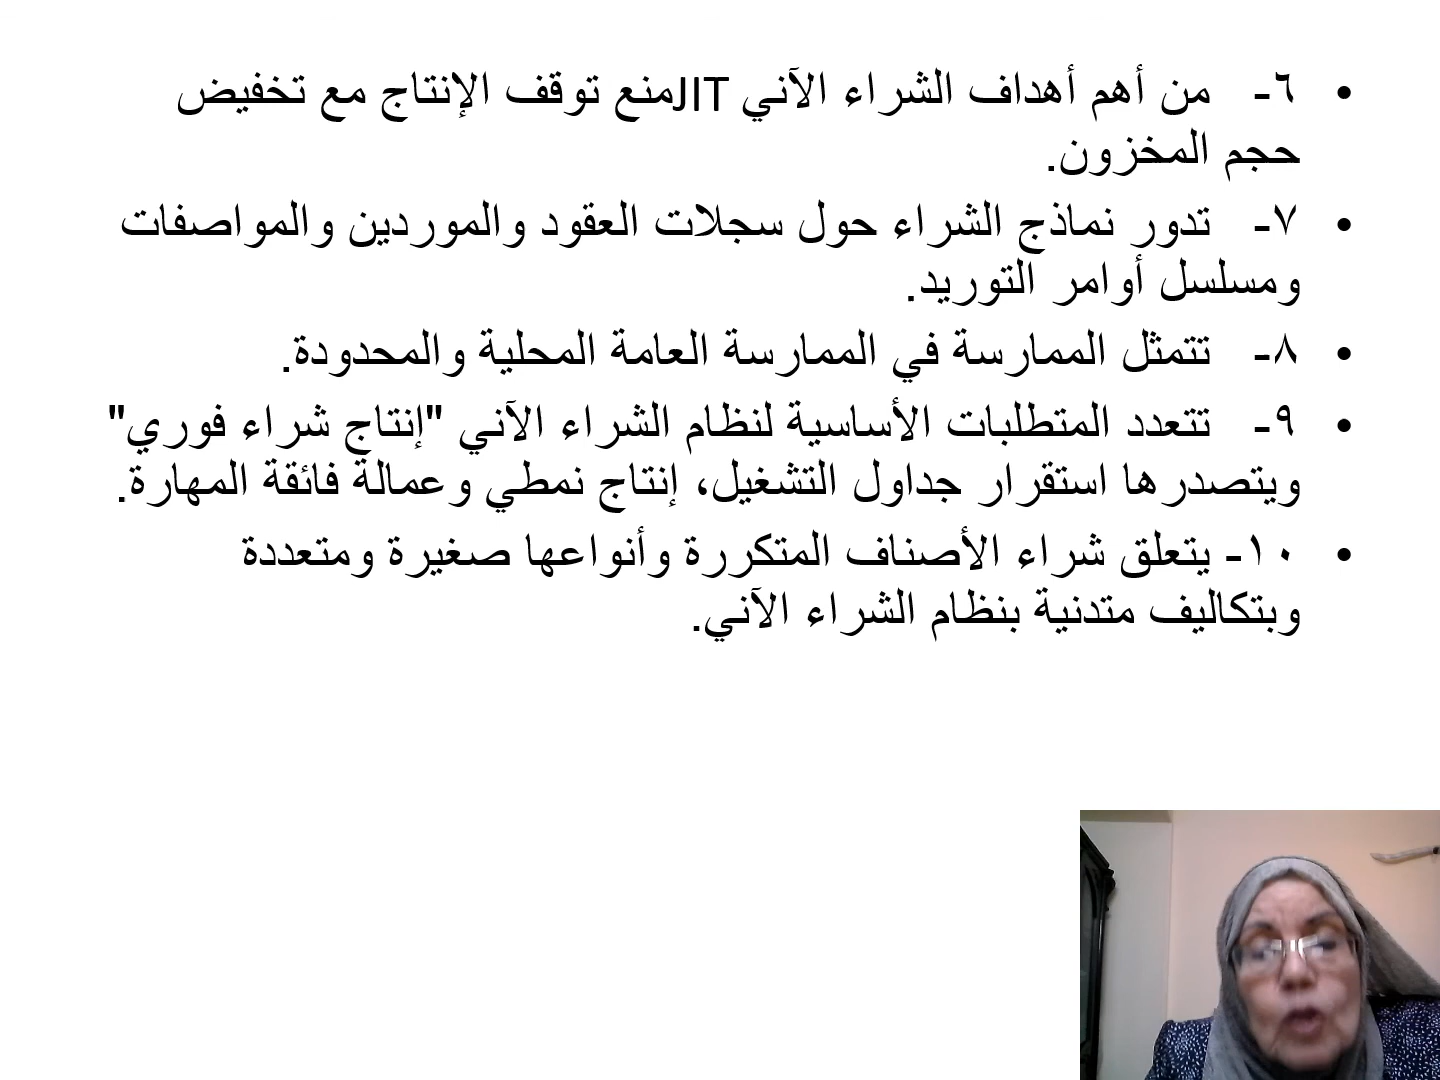 • ٦- من أهم أهداف الشراء الآني JIT منع توقف الإنتاج مع تخفيض
حجم المخزون.
• ٧- تدور نماذج الشراء حول سجلات العقود والموردين والمواصفات
ومسلسل أوامر التوريد.
• ٨- تتمثل الممارسة في الممارسة العامة المحلية والمحدودة.
• ٩- تتعدد المتطلبات الأساسية لنظام الشراء الآني "إنتاج شراء فوري"
ويتصدرها استقرار جداول التشغيل، إنتاج نمطي وعمالة فائقة المهارة.
• ١٠- يتعلق شراء الأصناف المتكررة وأنواعها صغيرة ومتعددة
وبتكاليف متدنية بنظام الشراء الآني.